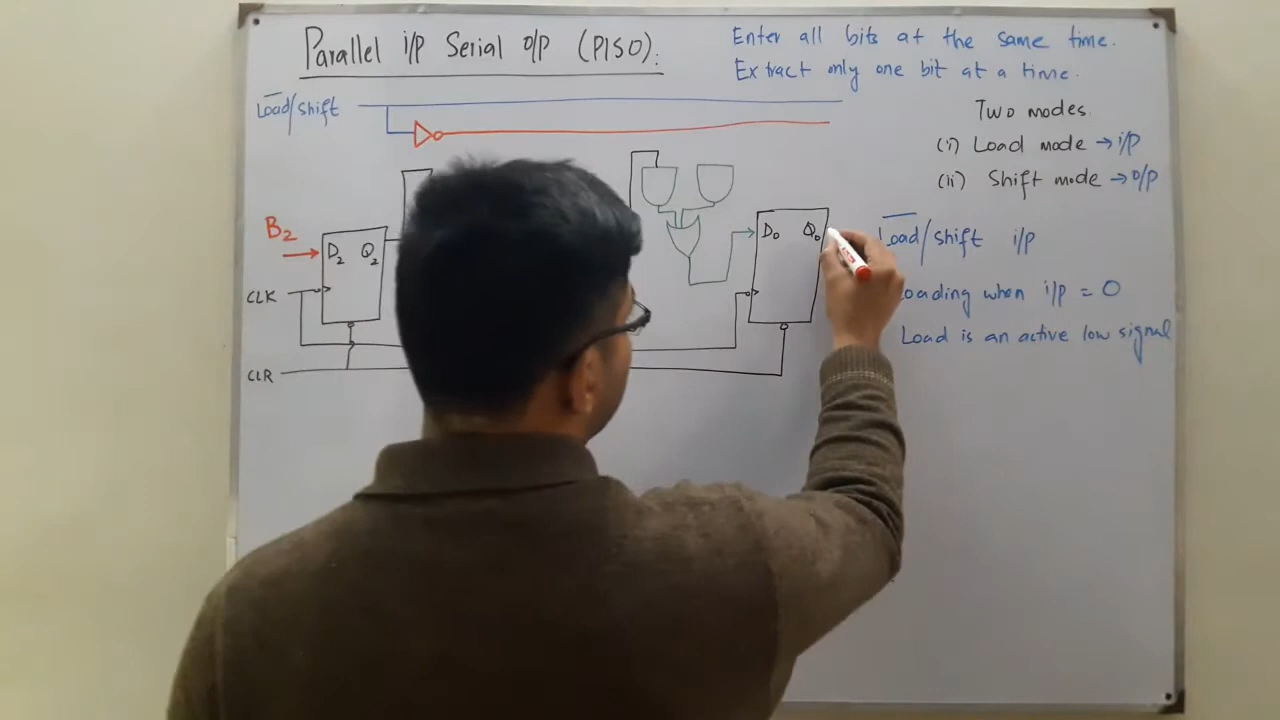 Parallel i/p Serial o/p (PISO).
Enter all bits at the same time.
Extract only one bit at a time.
Load/shift
Two modes
(i) Load mode → i/p
(ii) Shift mode → o/p
B2
D2 Q2
D0 Q0
Load/shift i/p
CLK
Loading when i/p = 0
Load is an active low signal
CLR